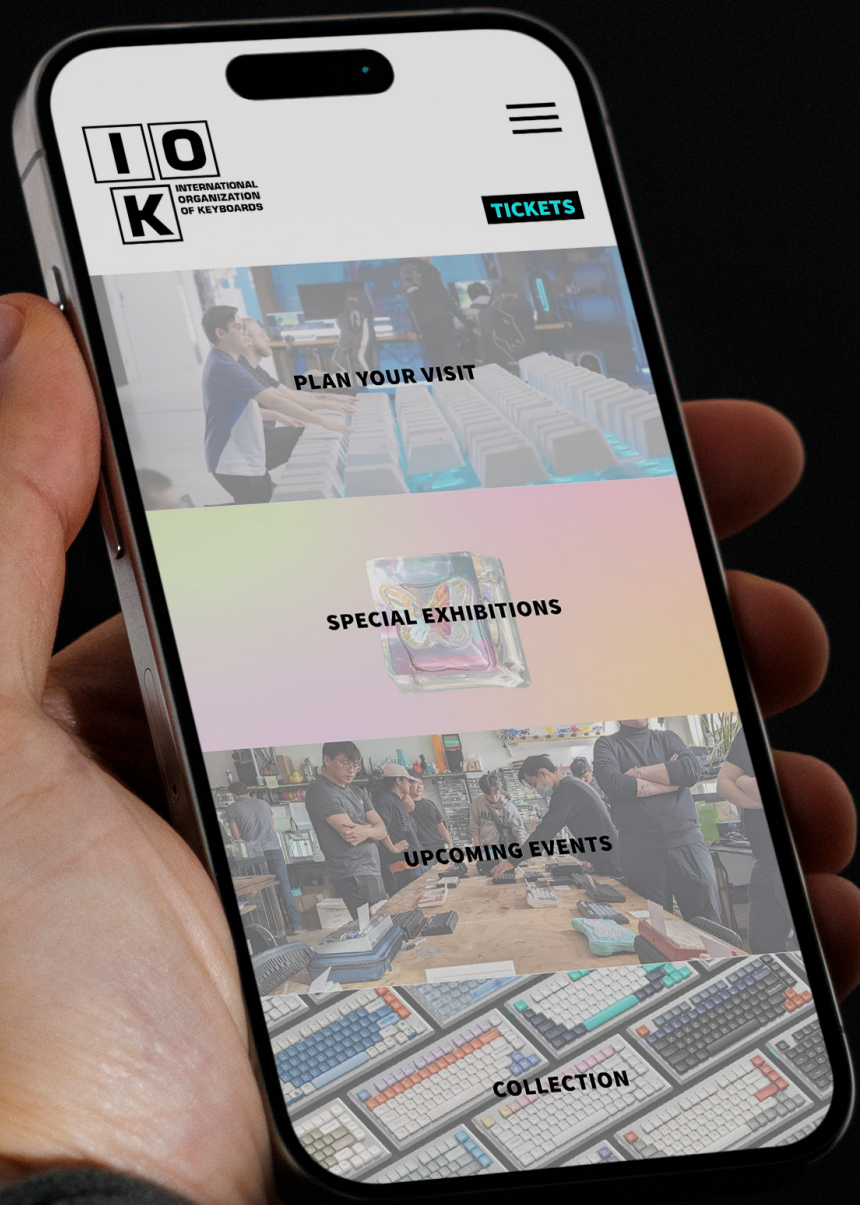 I O
K
INTERNATIONAL
ORGANIZATION
OF KEYBOARDS
TICKETS
PLAN YOUR VISIT
SPECIAL EXHIBITIONS
UPCOMING EVENTS
COLLECTION